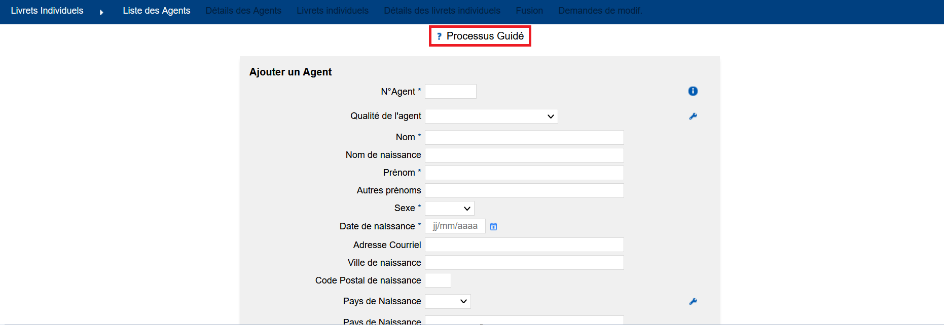 Livrets Individuels Liste des Agents Détails des Agents Livrets individuels Détails des livrets individuels Fusion Demandes de modif.
? Processus Guidé
Ajouter un Agent
N°Agent *
Qualité de l'agent
Nom *
Nom de naissance
Prénom *
Autres prénoms
Sexe *
Date de naissance * jj/mm/aaaa
Adresse Courriel
Ville de naissance
Code Postal de naissance
Pays de Naissance
Pays de Naissance